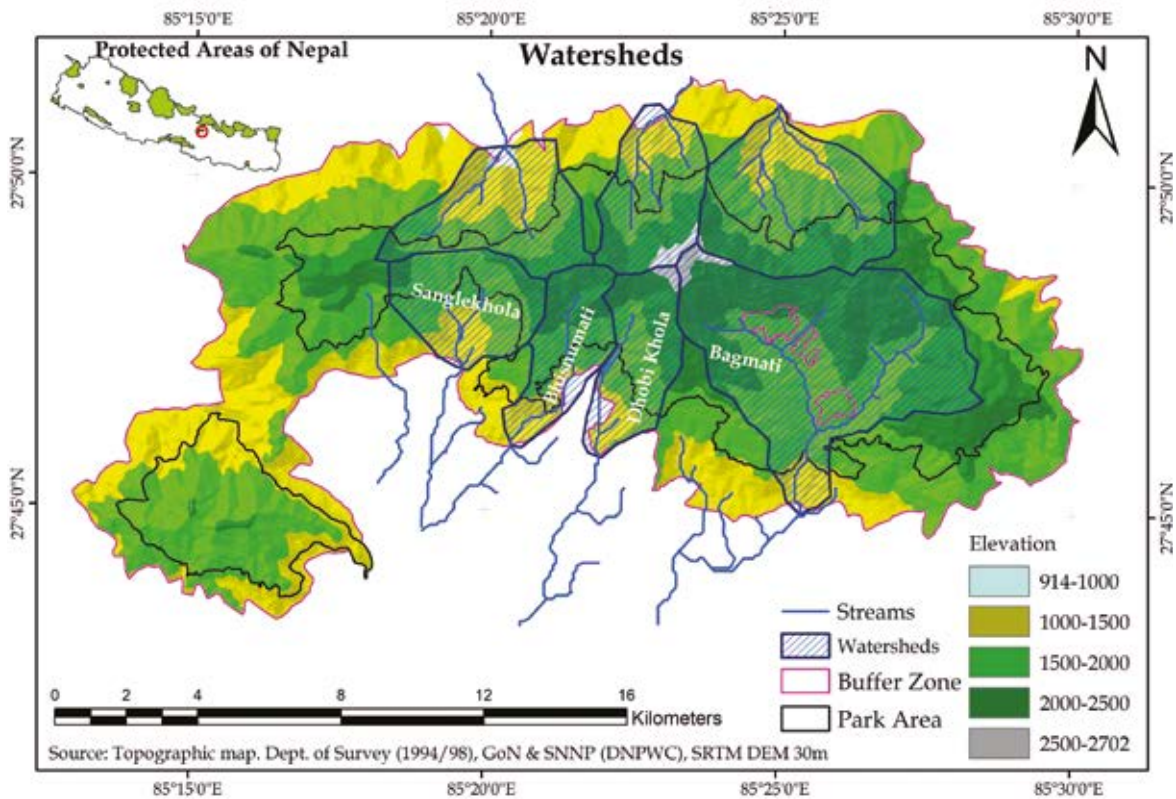 85°15'0"E 85°20'0"E 85°25'0"E 85°30'0"E
Protected Areas of Nepal
Watersheds
N
27°50'0"N
27°50'0"N
Sanglekhola
Bhisnumati
Dhobi Khola
Bagmati
27°45'0"N
27°45'0"N
Elevation
914-1000
1000-1500
1500-2000
2000-2500
2500-2702
Streams
Watersheds
Buffer Zone
Park Area
0 2 4 8 12 16
Kilometers
Source: Topographic map. Dept. of Survey (1994/98), GoN & SNNP (DNPWC), SRTM DEM 30m
85°15'0"E 85°20'0"E 85°25'0"E 85°30'0"E